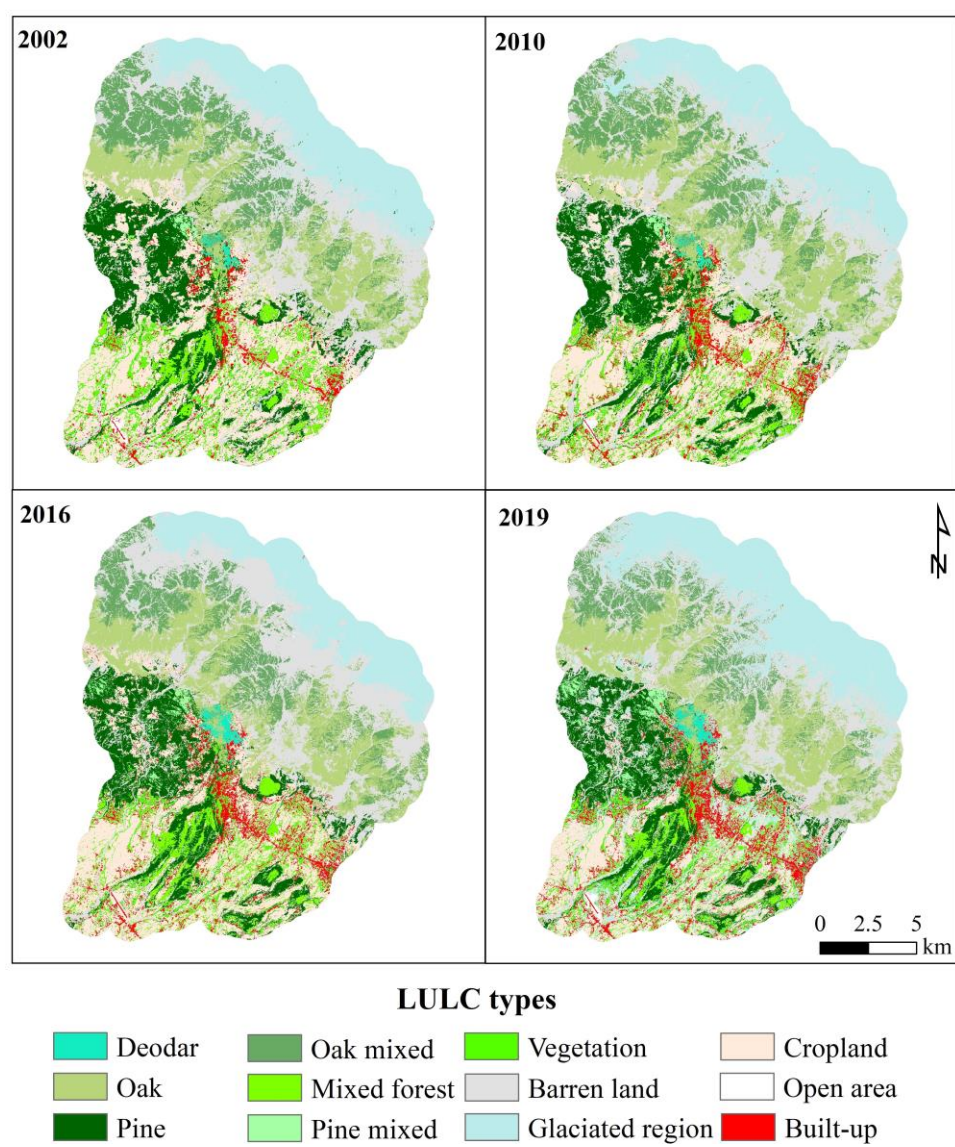 2002
2010
2016
2019
N
0 2.5 5
km
LULC types
Deodar Oak mixed Vegetation Cropland
Oak Mixed forest Barren land Open area
Pine Pine mixed Glaciated region Built-up